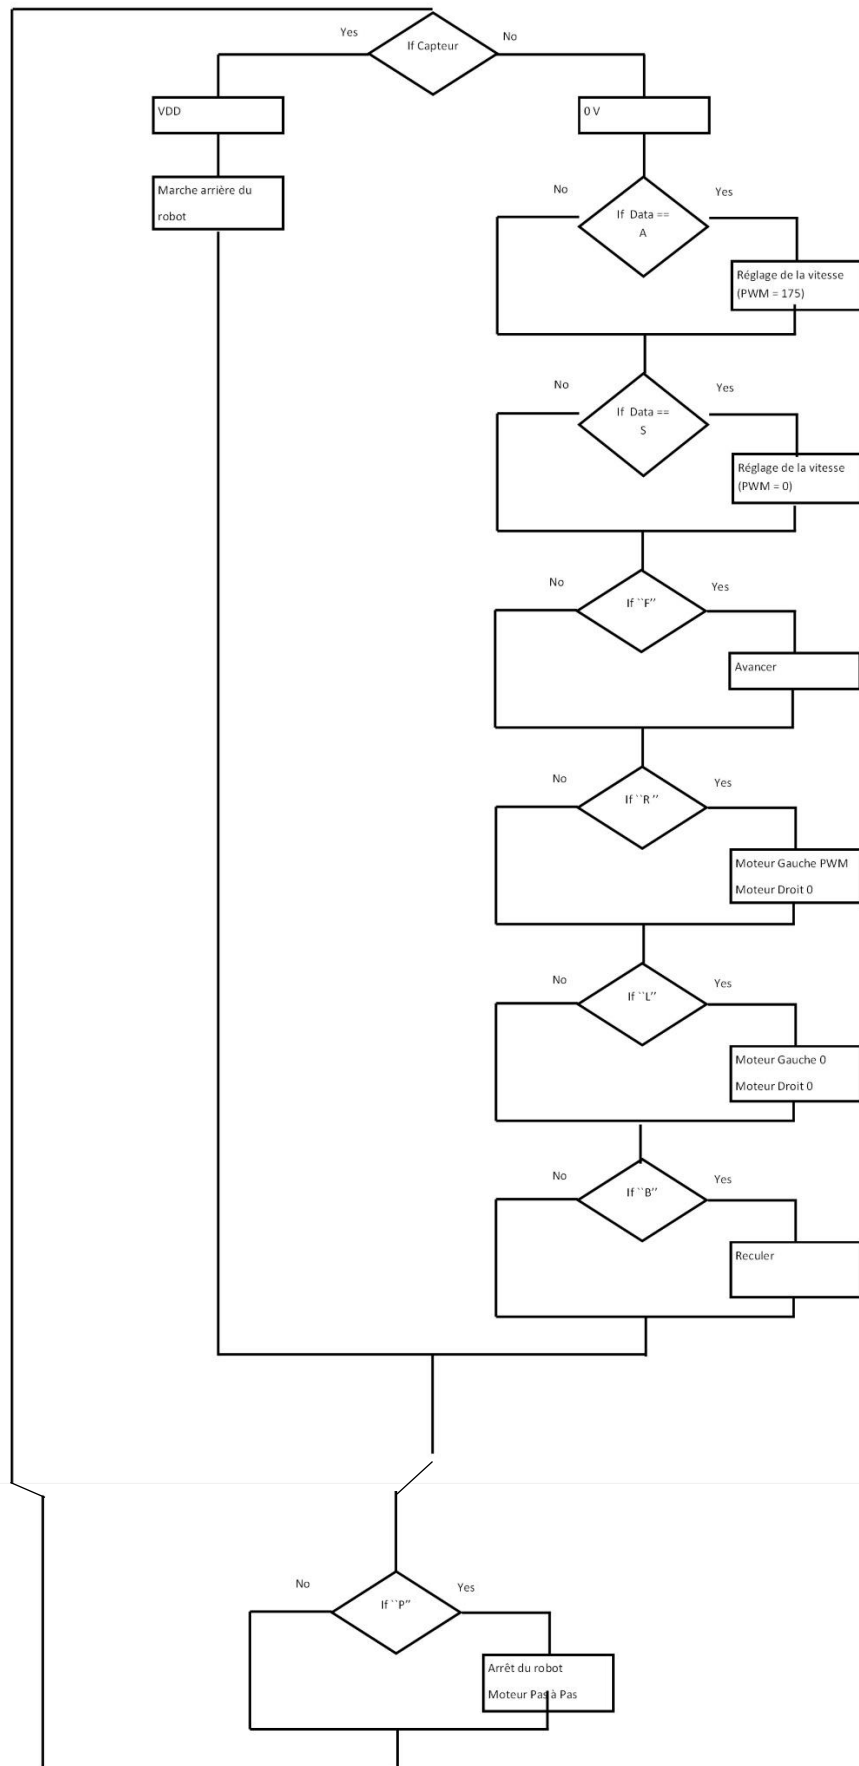 If Capteur
Yes
No
VDD
0 V
Marche arrière du
robot
No
Yes
If Data ==
A
Réglage de la vitesse
(PWM = 175)
No
Yes
If Data ==
S
Réglage de la vitesse
(PWM = 0)
No
Yes
If ``F’’
Avancer
No
Yes
If ``R ’’
Moteur Gauche PWM
Moteur Droit 0
No
Yes
If ``L’’
Moteur Gauche 0
Moteur Droit 0
No
Yes
If ``B’’
Reculer
No
Yes
If ``P’’
Arrêt du robot
Moteur Pas à Pas